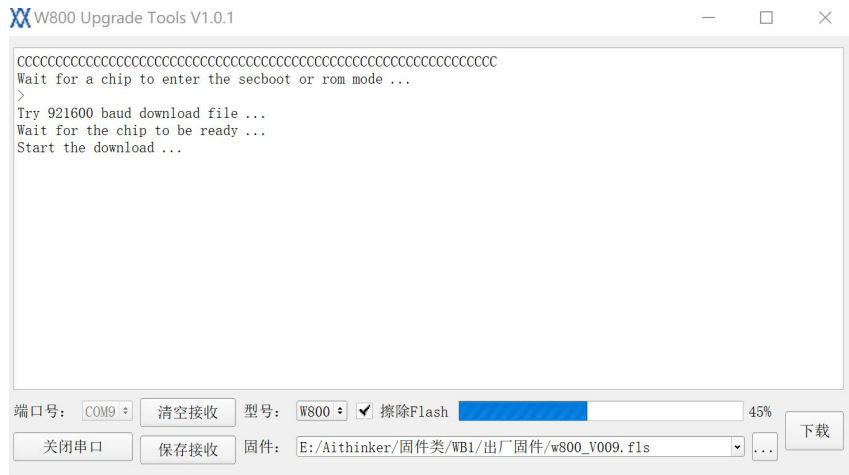 W800 Upgrade Tools V1.0.1
CCCCCCCCCCCCCCCCCCCCCCCCCCCCCCCCCCCCCCCCCCCCCCCCCCCCCCCCCCCCCCC
Wait for a chip to enter the secboot or rom mode ...
>
Try 921600 baud download file ...
Wait for the chip to be ready ...
Start the download ...
端口号： COM9 清空接收 型号： W800 擦除Flash 45%
下载
关闭串口 保存接收 固件： E:/Aithinker/固件类/WB1/出厂固件/w800_V009.fls ...